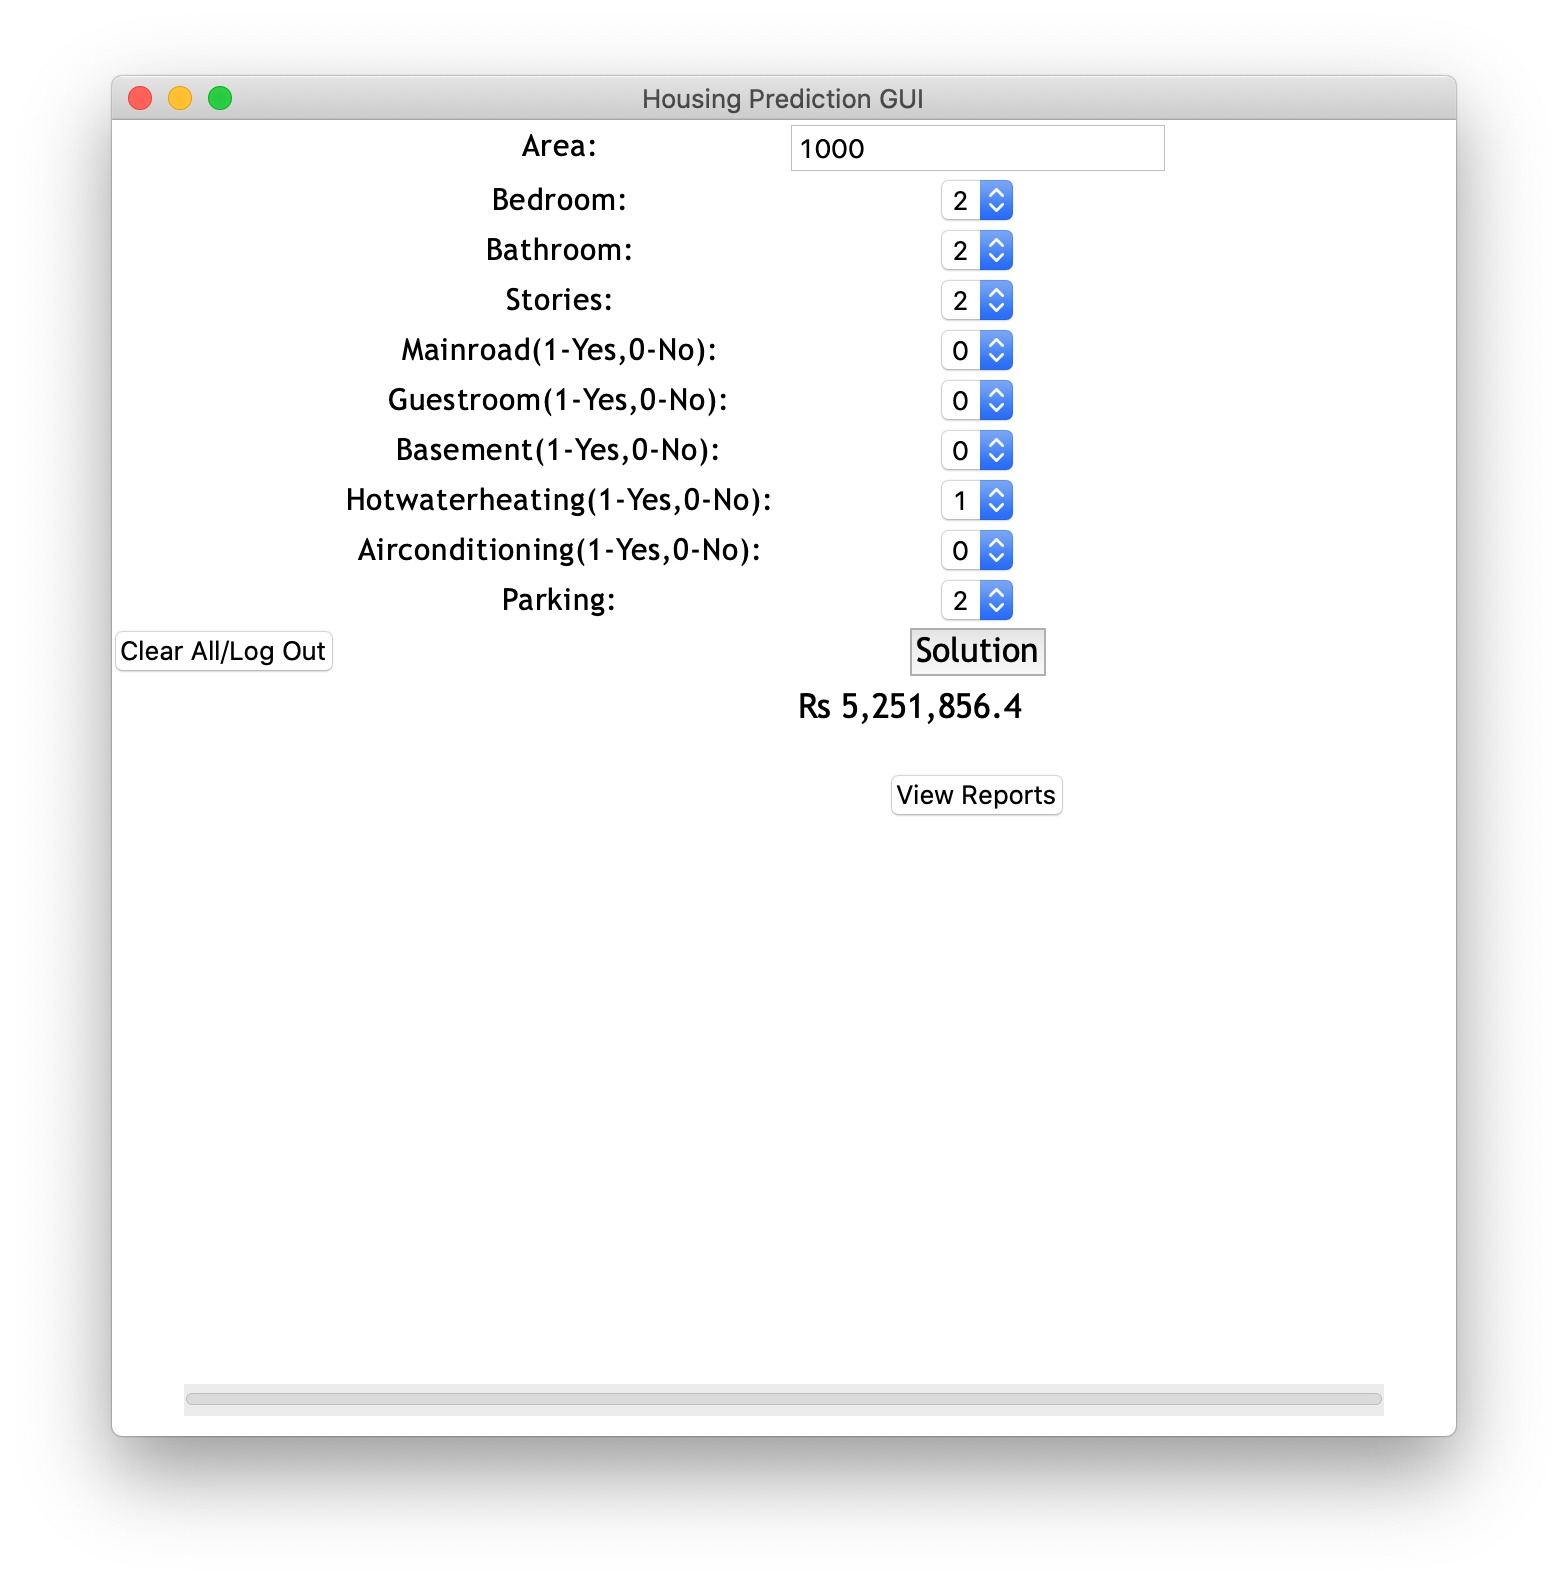 Housing Prediction GUI
Area: 1000
Bedroom: 2
Bathroom: 2
Stories: 2
Mainroad(1-Yes,0-No): 0
Guestroom(1-Yes,0-No): 0
Basement(1-Yes,0-No): 0
Hotwaterheating(1-Yes,0-No): 1
Airconditioning(1-Yes,0-No): 0
Parking: 2
Clear All/Log Out Solution
Rs 5,251,856.4
View Reports